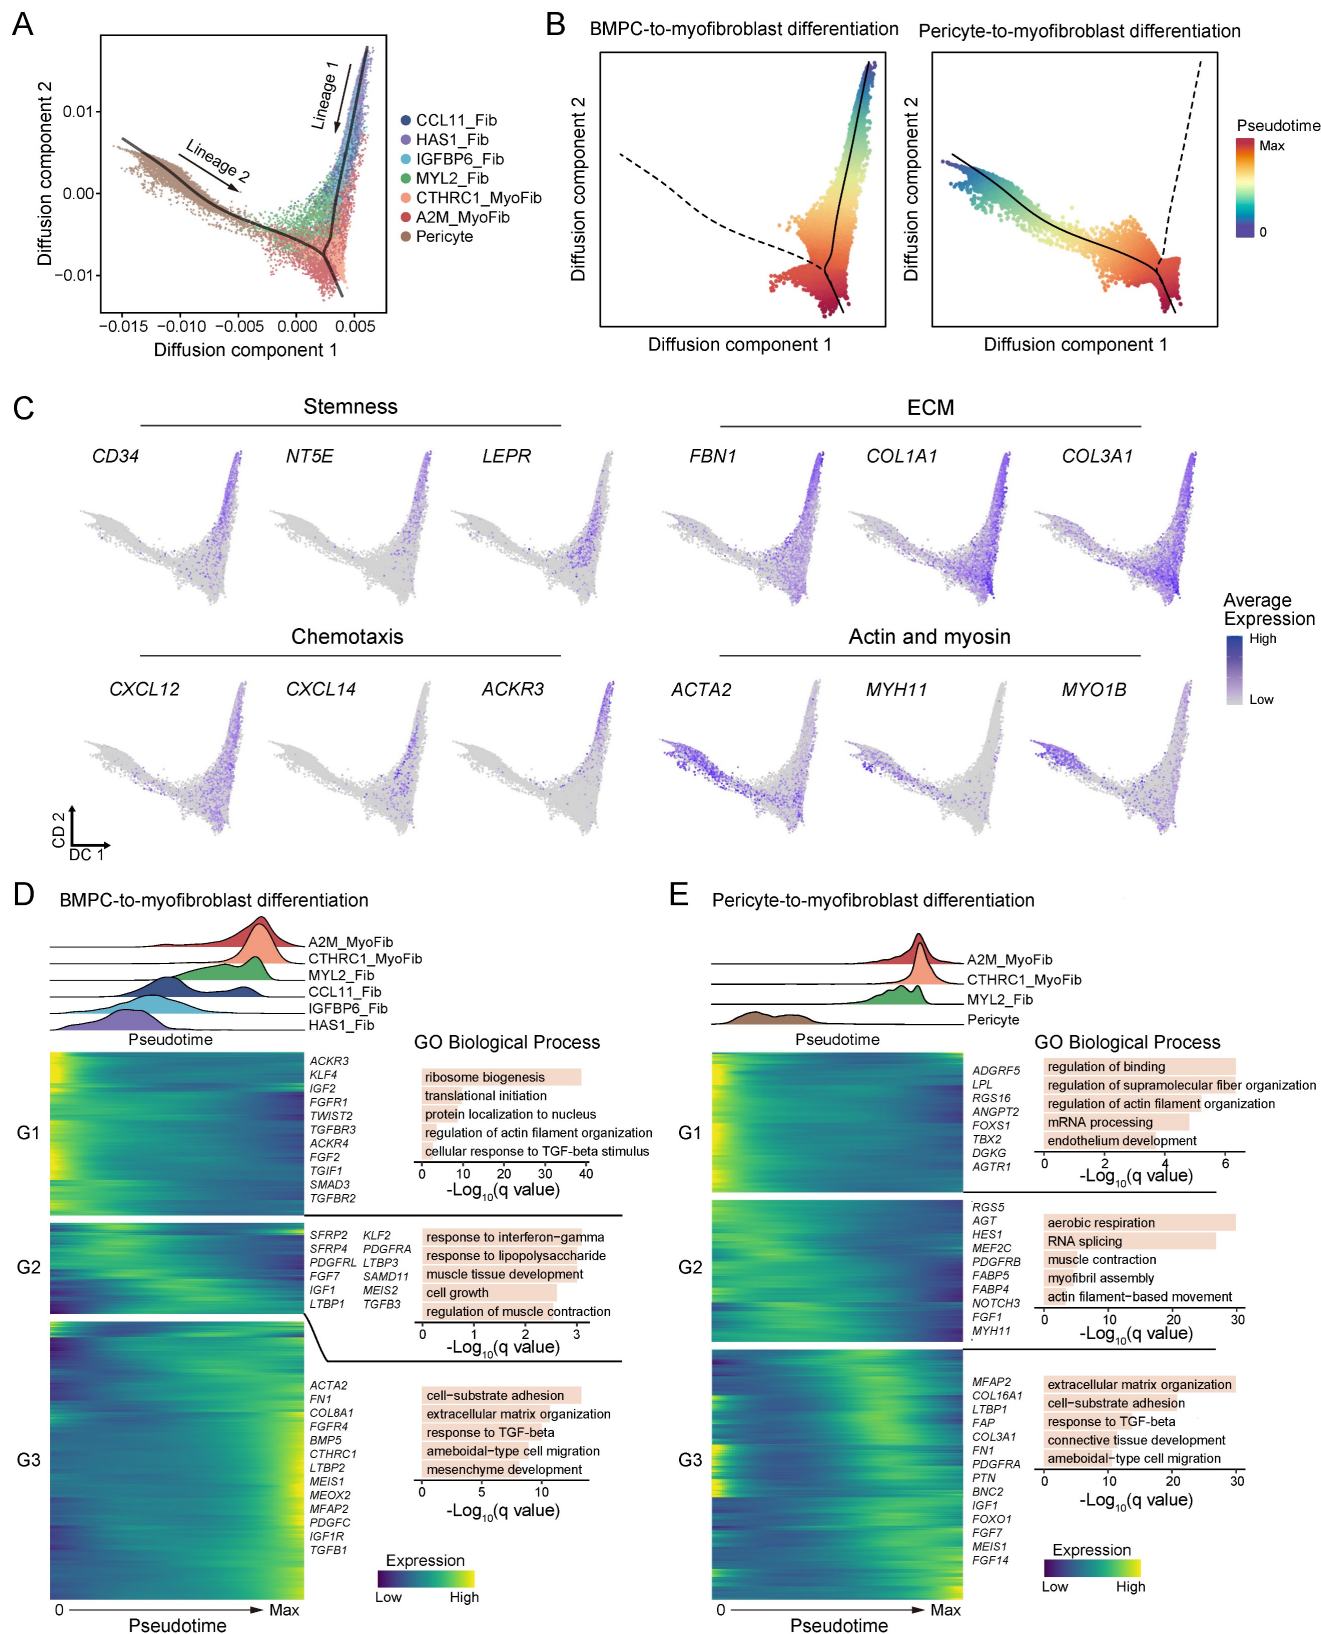 A
Diffusion component 2
0.01
0.00
−0.01
Lineage 1
Lineage 2
−0.015 −0.010 −0.005 0.000 0.005
Diffusion component 1
CCL11_Fib
HAS1_Fib
IGFBP6_Fib
MYL2_Fib
CTHRC1_MyoFib
A2M_MyoFib
Pericyte
B
BMPC-to-myofibroblast differentiation
Diffusion component 2
Diffusion component 1
Pericyte-to-myofibroblast differentiation
Diffusion component 2
Diffusion component 1
Pseudotime
Max
0
C
Stemness
CD34 NT5E LEPR
ECM
FBN1 COL1A1 COL3A1
Chemotaxis
CXCL12 CXCL14 ACKR3
Actin and myosin
ACTA2 MYH11 MYO1B
Average
Expression
High
Low
CD 2
DC 1
D
BMPC-to-myofibroblast differentiation
A2M_MyoFib
CTHRC1_MyoFib
MYL2_Fib
CCL11_Fib
IGFBP6_Fib
HAS1_Fib
Pseudotime
GO Biological Process
G1
ACKR3
KLF4
IGF2
FGFR1
TWIST2
TGFBR3
ACKR4
FGF2
TGIF1
SMAD3
TGFBR2
ribosome biogenesis
translational initiation
protein localization to nucleus
regulation of actin filament organization
cellular response to TGF-beta stimulus
0 10 20 30 40
-Log10(q value)
G2
SFRP2 KLF2
SFRP4 PDGFRA
PDGFRL LTBP3
FGF7 SAMD11
IGF1 MEIS2
LTBP1 TGFB3
response to interferon-gamma
response to lipopolysaccharide
muscle tissue development
cell growth
regulation of muscle contraction
0 1 2 3
-Log10(q value)
G3
ACTA2
FN1
COL8A1
FGFR4
BMP5
CTHRC1
LTBP2
MEIS1
MEOX2
MFAP2
PDGFC
IGF1R
TGFB1
cell−substrate adhesion
extracellular matrix organization
response to TGF-beta
ameboidal−type cell migration
mesenchyme development
0 5 10
-Log10(q value)
Expression
Low High
0 Max
Pseudotime
E
Pericyte-to-myofibroblast differentiation
A2M_MyoFib
CTHRC1_MyoFib
MYL2_Fib
Pericyte
Pseudotime
GO Biological Process
G1
ADGRF5
LPL
RGS16
ANGPT2
FOXS1
TBX2
DGKG
AGTR1
regulation of binding
regulation of supramolecular fiber organization
regulation of actin filament organization
mRNA processing
endothelium development
0 2 4 6
-Log10(q value)
G2
RGS5
AGT
HES1
MEF2C
PDGFRB
FABP5
FABP4
NOTCH3
FGF1
MYH11
aerobic respiration
RNA splicing
muscle contraction
myofibril assembly
actin filament−based movement
0 10 20 30
-Log10(q value)
G3
MFAP2
COL16A1
LTBP1
FAP
COL3A1
FN1
PDGFRA
PTN
BNC2
IGF1
FOXO1
FGF7
MEIS1
FGF14
extracellular matrix organization
cell−substrate adhesion
response to TGF-beta
connective tissue development
ameboidal−type cell migration
0 10 20 30
-Log10(q value)
Expression
Low High
0 Max
Pseudotime